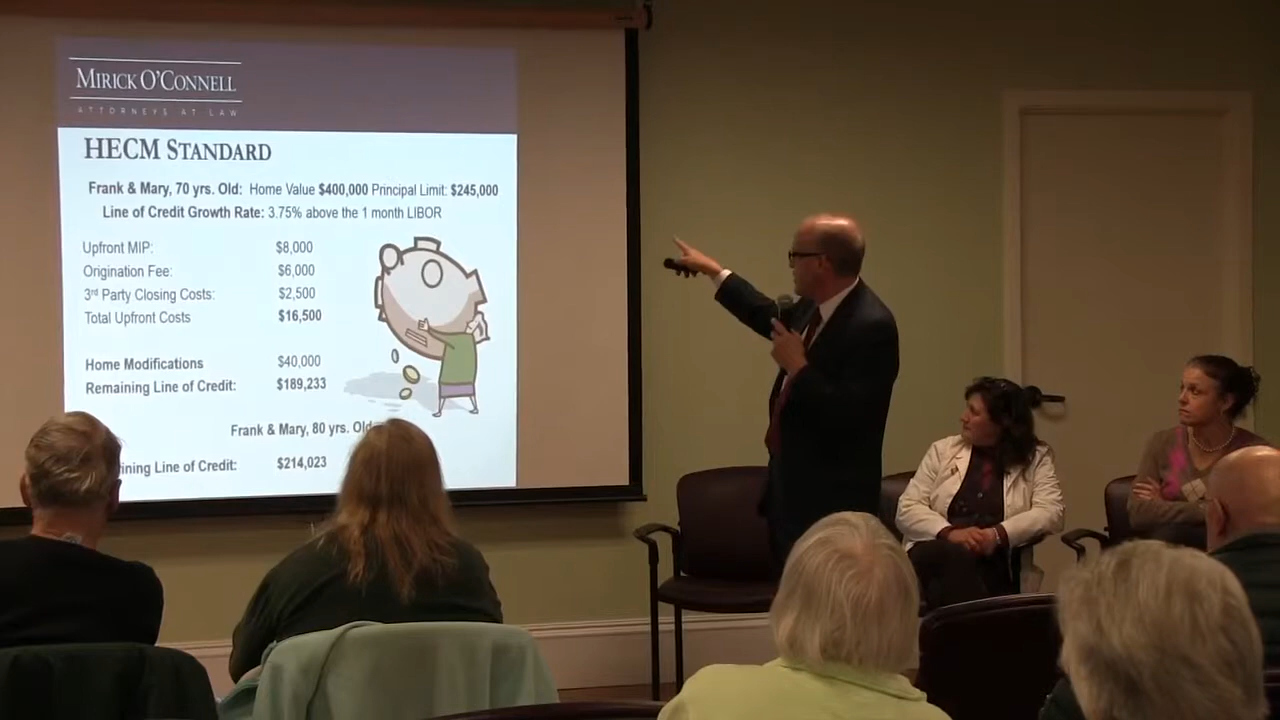 MIRICK O'CONNELL
ATTORNEYS AT LAW
HECM STANDARD
Frank & Mary, 70 yrs. Old: Home Value $400,000 Principal Limit: $245,000
Line of Credit Growth Rate: 3.75% above the 1 month LIBOR
Upfront MIP: $8,000
Origination Fee: $6,000
3rd Party Closing Costs: $2,500
Total Upfront Costs $16,500
Home Modifications $40,000
Remaining Line of Credit: $189,233
Frank & Mary, 80 yrs. Old
ining Line of Credit: $214,023